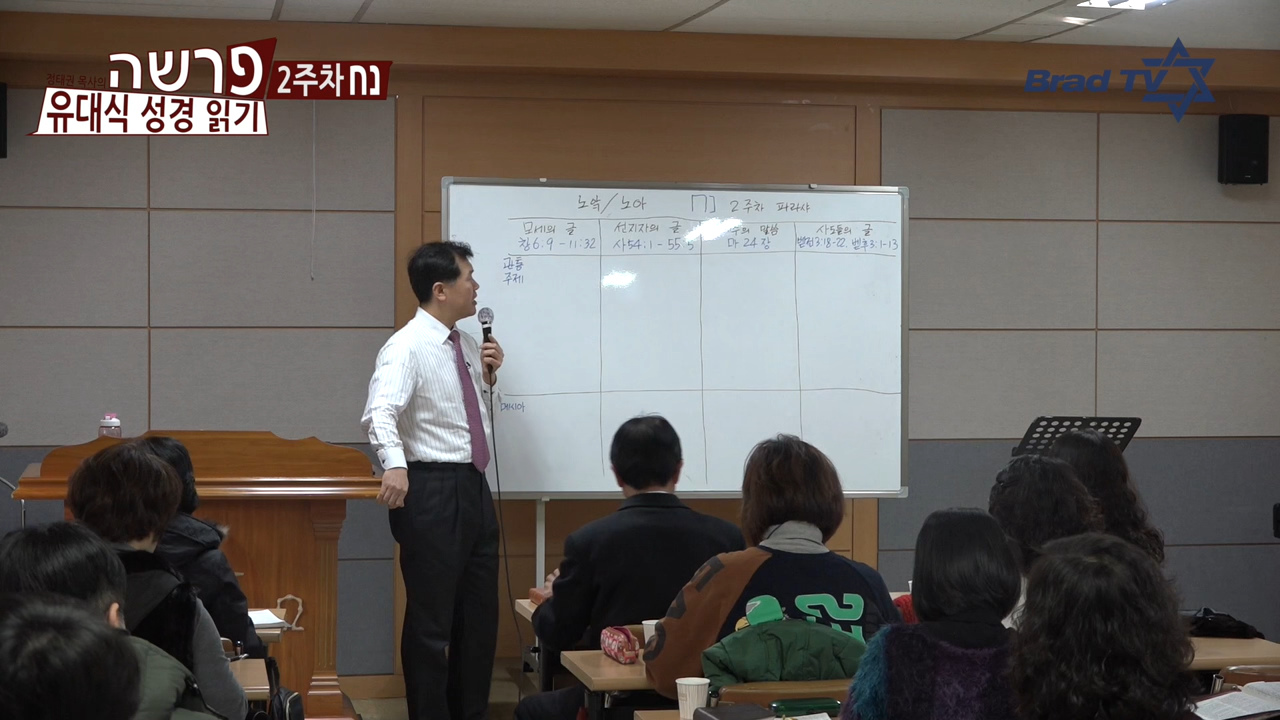 정태권 목사의
פרשה
2주차 נח
유대식 성경 읽기
Brad TV
노악/노아 נח 2주차 파라샤
모세의 글 선지자의 글 의 말씀 사도들의 글
창6:9-11:32 사54:1-55:5 마 24장 벧전3:18-22, 벧후3:1-13
공통
주제
메시아